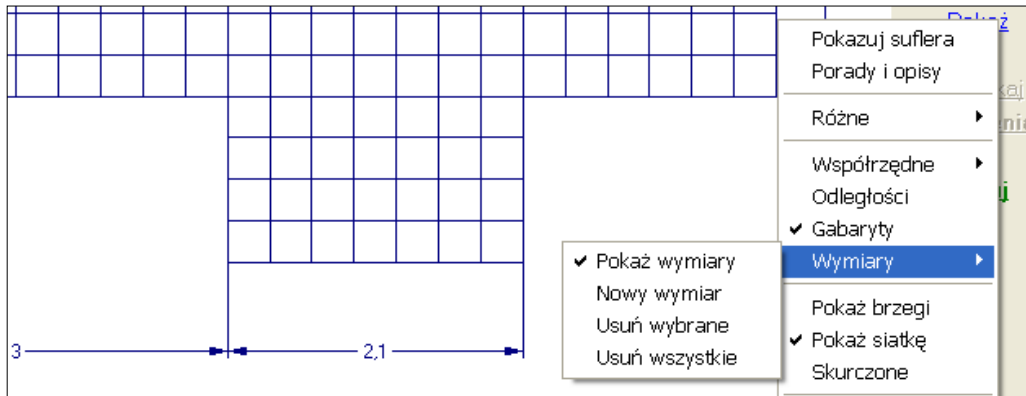 Pokaż
Pokazuj suflera
Porady i opisy
Różne
Współrzędne
Odległości
Gabaryty
Wymiary
Pokaż brzegi
Pokaż siatkę
Skurczone
Pokaż wymiary
Nowy wymiar
Usuń wybrane
Usuń wszystkie
3
2,1